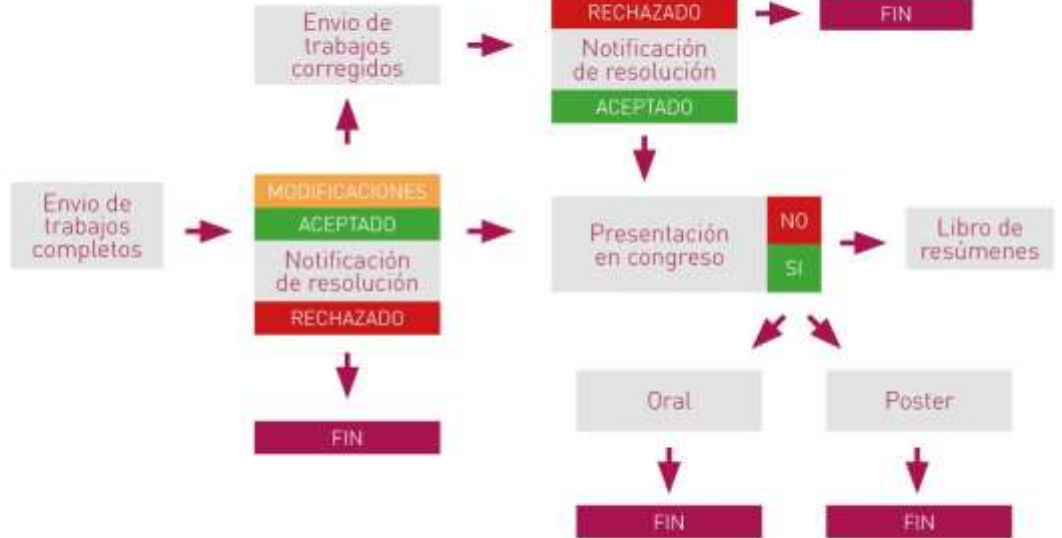 RECHAZADO
FIN
Envio de
trabajos
corregidos
Notificación
de resolución
ACEPTADO
MODIFICACIONES
ACEPTADO
Notificación
de resolución
RECHAZADO
Envio de
trabajos
completos
Presentación
en congreso
NO
SI
Libro de
resúmenes
FIN
Oral
Poster
FIN
FIN